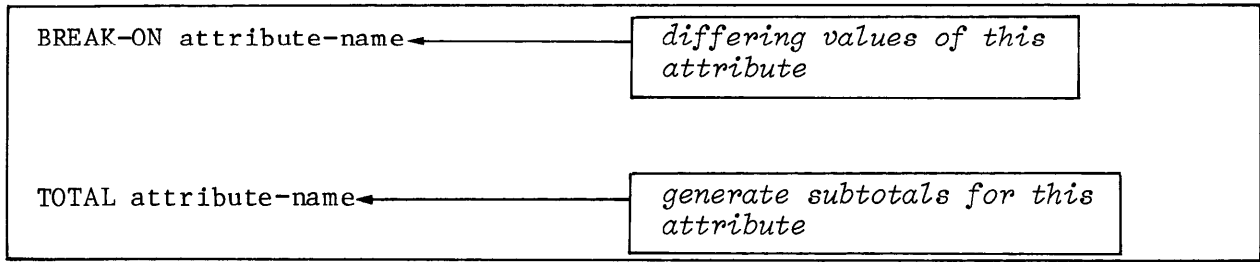 BREAK-ON attribute-name
differing values of this
attribute
TOTAL attribute-name
generate subtotals for this
attribute